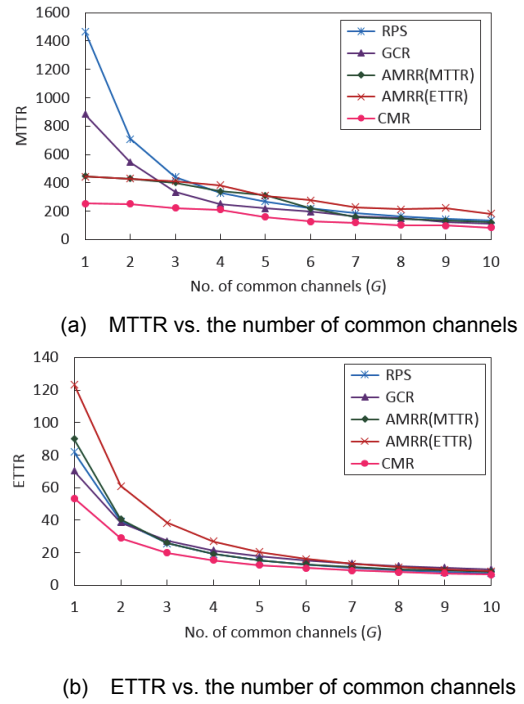 1600
1400
1200
1000
800
600
400
200
0
MTTR
RPS
GCR
AMRR(MTTR)
AMRR(ETTR)
CMR
1 2 3 4 5 6 7 8 9 10
No. of common channels (G)
(a) MTTR vs. the number of common channels
140
120
100
80
60
40
20
0
ETTR
RPS
GCR
AMRR(MTTR)
AMRR(ETTR)
CMR
1 2 3 4 5 6 7 8 9 10
No. of common channels (G)
(b) ETTR vs. the number of common channels